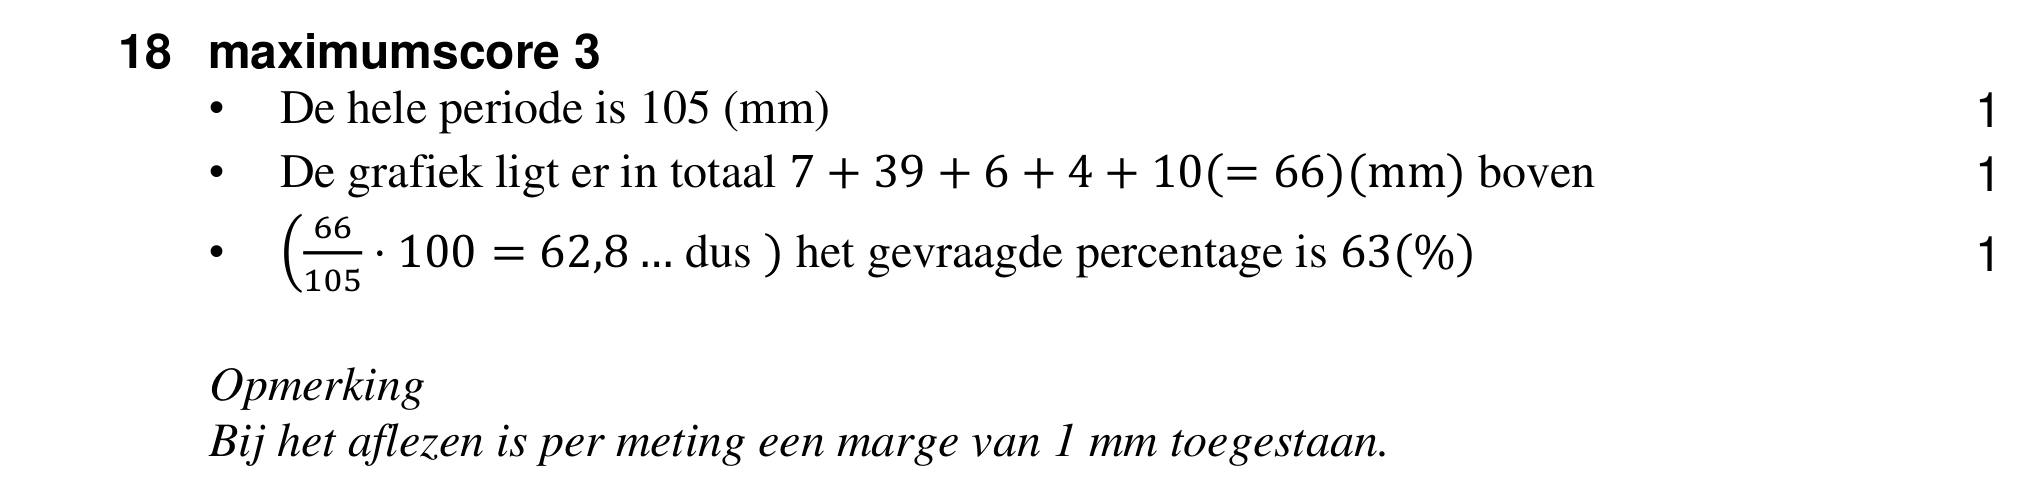 18 maximumscore 3
• De hele periode is 105 (mm) 1
• De grafiek ligt er in totaal 7 + 39 + 6 + 4 + 10(= 66)(mm) boven 1
• (66/105 · 100 = 62,8 ... dus ) het gevraagde percentage is 63(%) 1
Opmerking
Bij het aflezen is per meting een marge van 1 mm toegestaan.